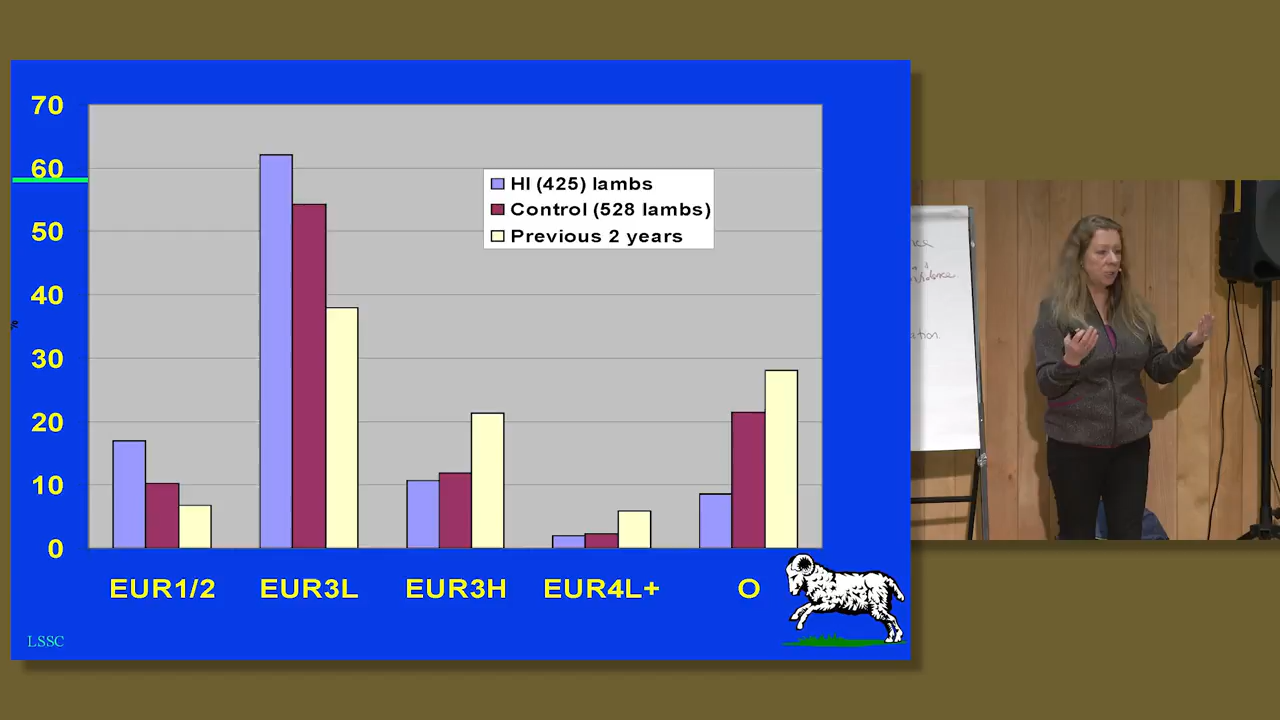 70
60
50
40
30
20
10
0
%
HI (425) lambs
Control (528 lambs)
Previous 2 years
EUR1/2 EUR3L EUR3H EUR4L+ O
LSSC
ation.